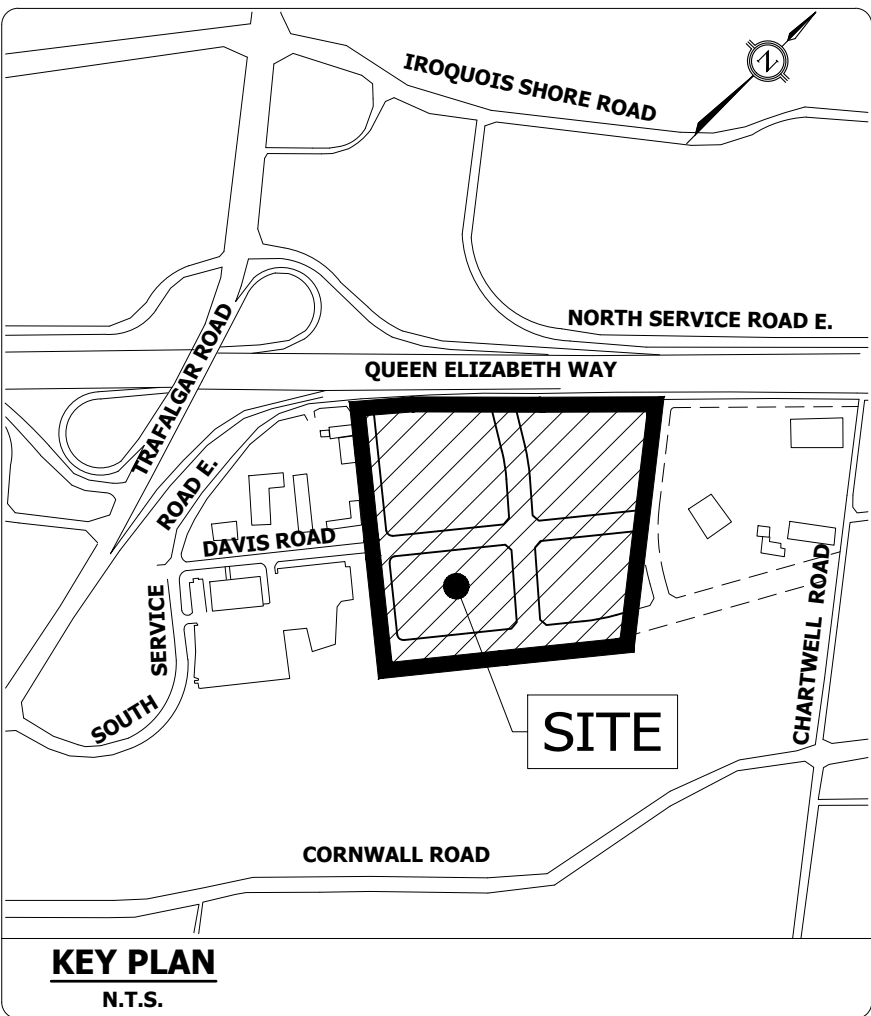 IROQUOIS SHORE ROAD
N
NORTH SERVICE ROAD E.
QUEEN ELIZABETH WAY
TRAFALGAR ROAD
SOUTH SERVICE ROAD E.
DAVIS ROAD
CHARTWELL ROAD
SITE
CORNWALL ROAD
KEY PLAN
N.T.S.